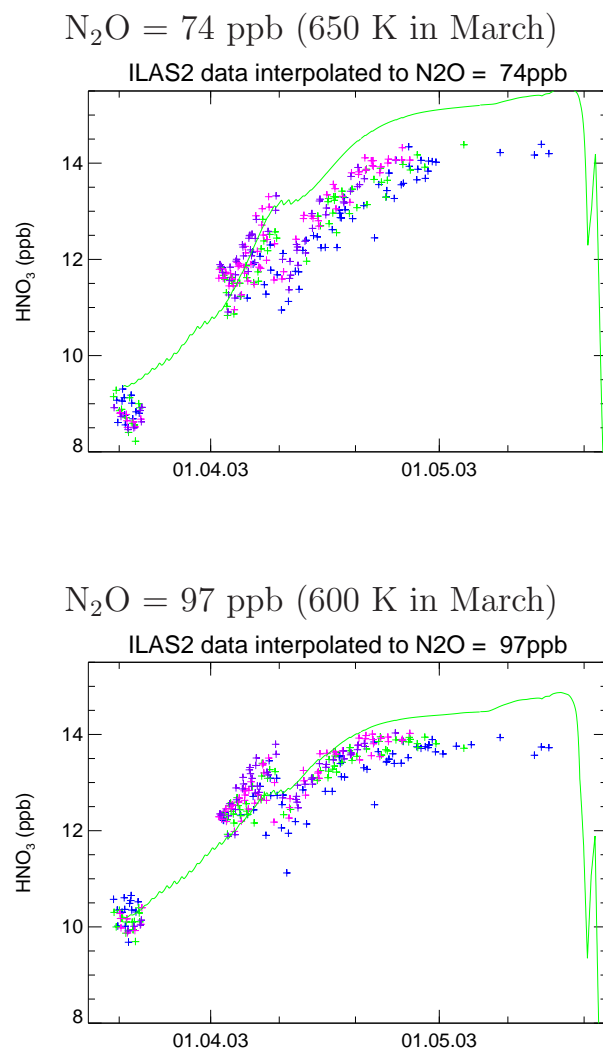 N₂O = 74 ppb (650 K in March)
ILAS2 data interpolated to N2O = 74ppb
14
12
10
8
HNO₃ (ppb)
01.04.03 01.05.03
N₂O = 97 ppb (600 K in March)
ILAS2 data interpolated to N2O = 97ppb
14
12
10
8
HNO₃ (ppb)
01.04.03 01.05.03